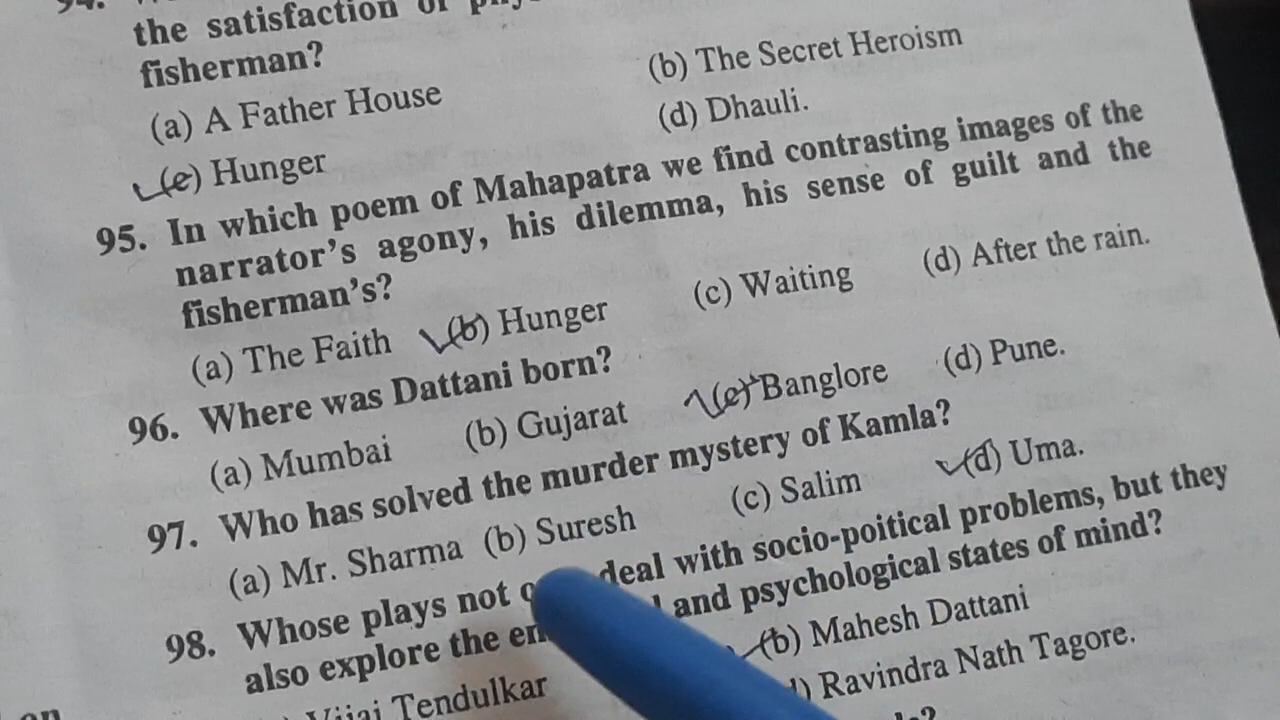 94.
the satisfaction of
fisherman?
(a) A Father House (b) The Secret Heroism
(c) Hunger (d) Dhauli.
95. In which poem of Mahapatra we find contrasting images of the
narrator's agony, his dilemma, his sense of guilt and the
fisherman's?
(a) The Faith (b) Hunger (c) Waiting (d) After the rain.
96. Where was Dattani born?
(a) Mumbai (b) Gujarat (c) Banglore (d) Pune.
97. Who has solved the murder mystery of Kamla?
(a) Mr. Sharma (b) Suresh (c) Salim (d) Uma.
98. Whose plays not deal with socio-poitical problems, but they
also explore the and psychological states of mind?
Vijai Tendulkar (b) Mahesh Dattani
Ravindra Nath Tagore.